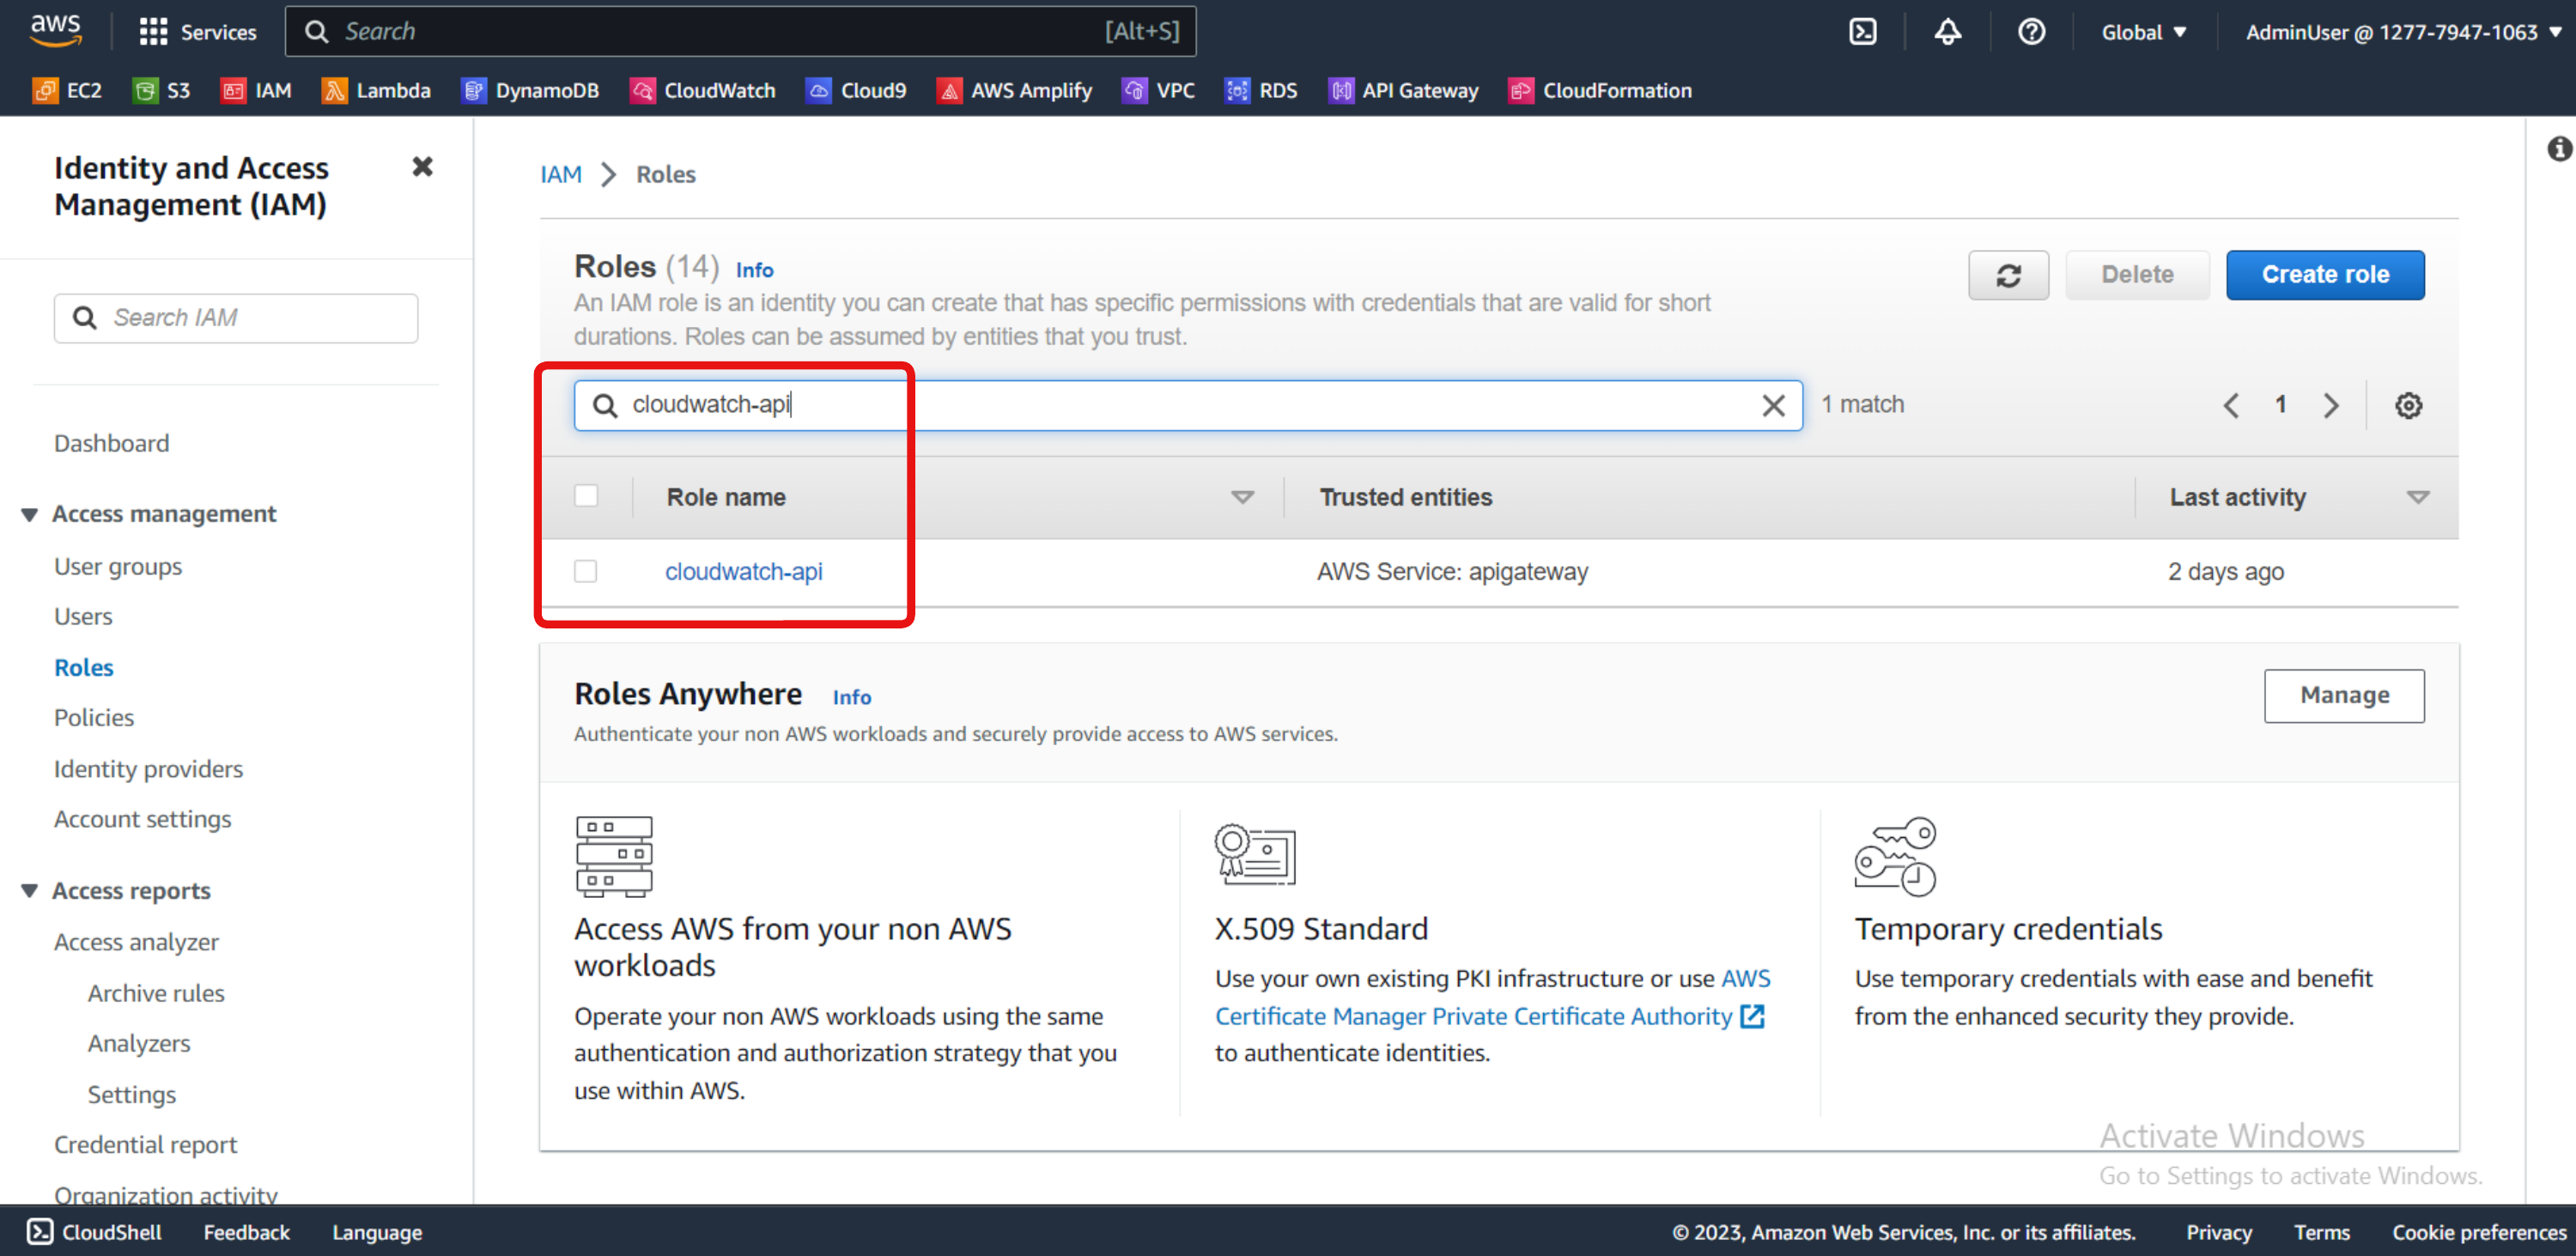 aws
Services
Search
[Alt+S]
Global
AdminUser @ 1277-7947-1063
EC2
S3
IAM
Lambda
DynamoDB
CloudWatch
Cloud9
AWS Amplify
VPC
RDS
API Gateway
CloudFormation
Identity and Access
Management (IAM)
Search IAM
Dashboard
Access management
User groups
Users
Roles
Policies
Identity providers
Account settings
Access reports
Access analyzer
Archive rules
Analyzers
Settings
Credential report
Organization activity
IAM > Roles
Roles (14) Info
An IAM role is an identity you can create that has specific permissions with credentials that are valid for short
durations. Roles can be assumed by entities that you trust.
Delete
Create role
cloudwatch-api
1 match
1
Role name
Trusted entities
Last activity
cloudwatch-api
AWS Service: apigateway
2 days ago
Roles Anywhere Info
Authenticate your non AWS workloads and securely provide access to AWS services.
Manage
Access AWS from your non AWS
workloads
Operate your non AWS workloads using the same
authentication and authorization strategy that you
use within AWS.
X.509 Standard
Use your own existing PKI infrastructure or use AWS
Certificate Manager Private Certificate Authority
to authenticate identities.
Temporary credentials
Use temporary credentials with ease and benefit
from the enhanced security they provide.
Activate Windows
Go to Settings to activate Windows.
CloudShell
Feedback
Language
© 2023, Amazon Web Services, Inc. or its affiliates.
Privacy
Terms
Cookie preferences